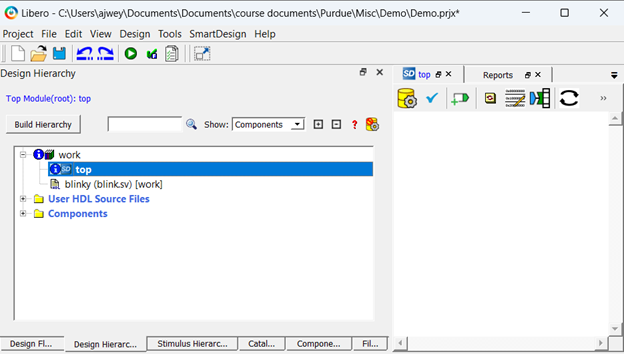 Libero - C:\Users\ajwey\Documents\Documents\course documents\Purdue\Misc\Demo\Demo.prjx*
Project File Edit View Design Tools SmartDesign Help
Design Hierarchy
SD top
Reports
Top Module(root): top
Build Hierarchy
Show: Components
?
»
work
SD top
blinky (blink.sv) [work]
User HDL Source Files
Components
Design Fl... Design Hierarc... Stimulus Hierarc... Catal... Compone... Fil...